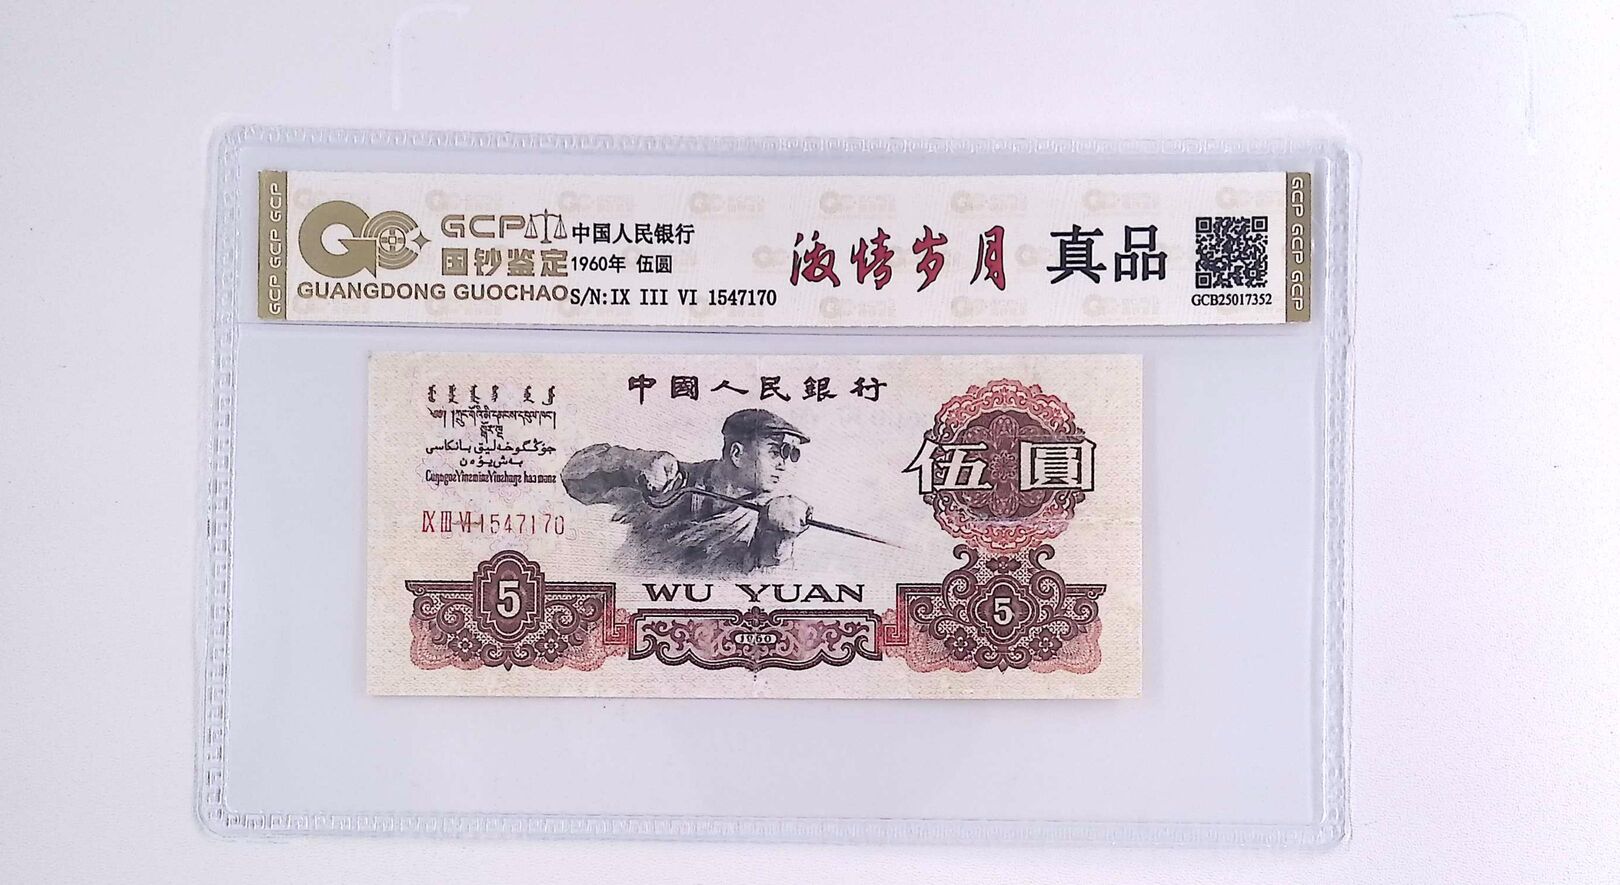 GCP GCP GCP
GCP
国钞鉴定
GUANGDONG GUOCHAO
中国人民银行
1960年 伍圆
S/N:IX III VI 1547170
激情岁月
真品
GCB25017352
GCP GCP GCP
中國人民銀行
伍圓
IX III VI 1547170
5
WU YUAN
1960
5